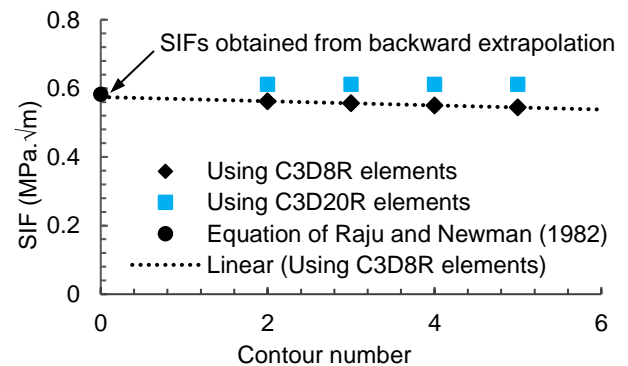 0.8
SIFs obtained from backward extrapolation
0.6
0.4
Using C3D8R elements
Using C3D20R elements
0.2
Equation of Raju and Newman (1982)
Linear (Using C3D8R elements)
0
0 2 4 6
Contour number
SIF (MPa.√m)